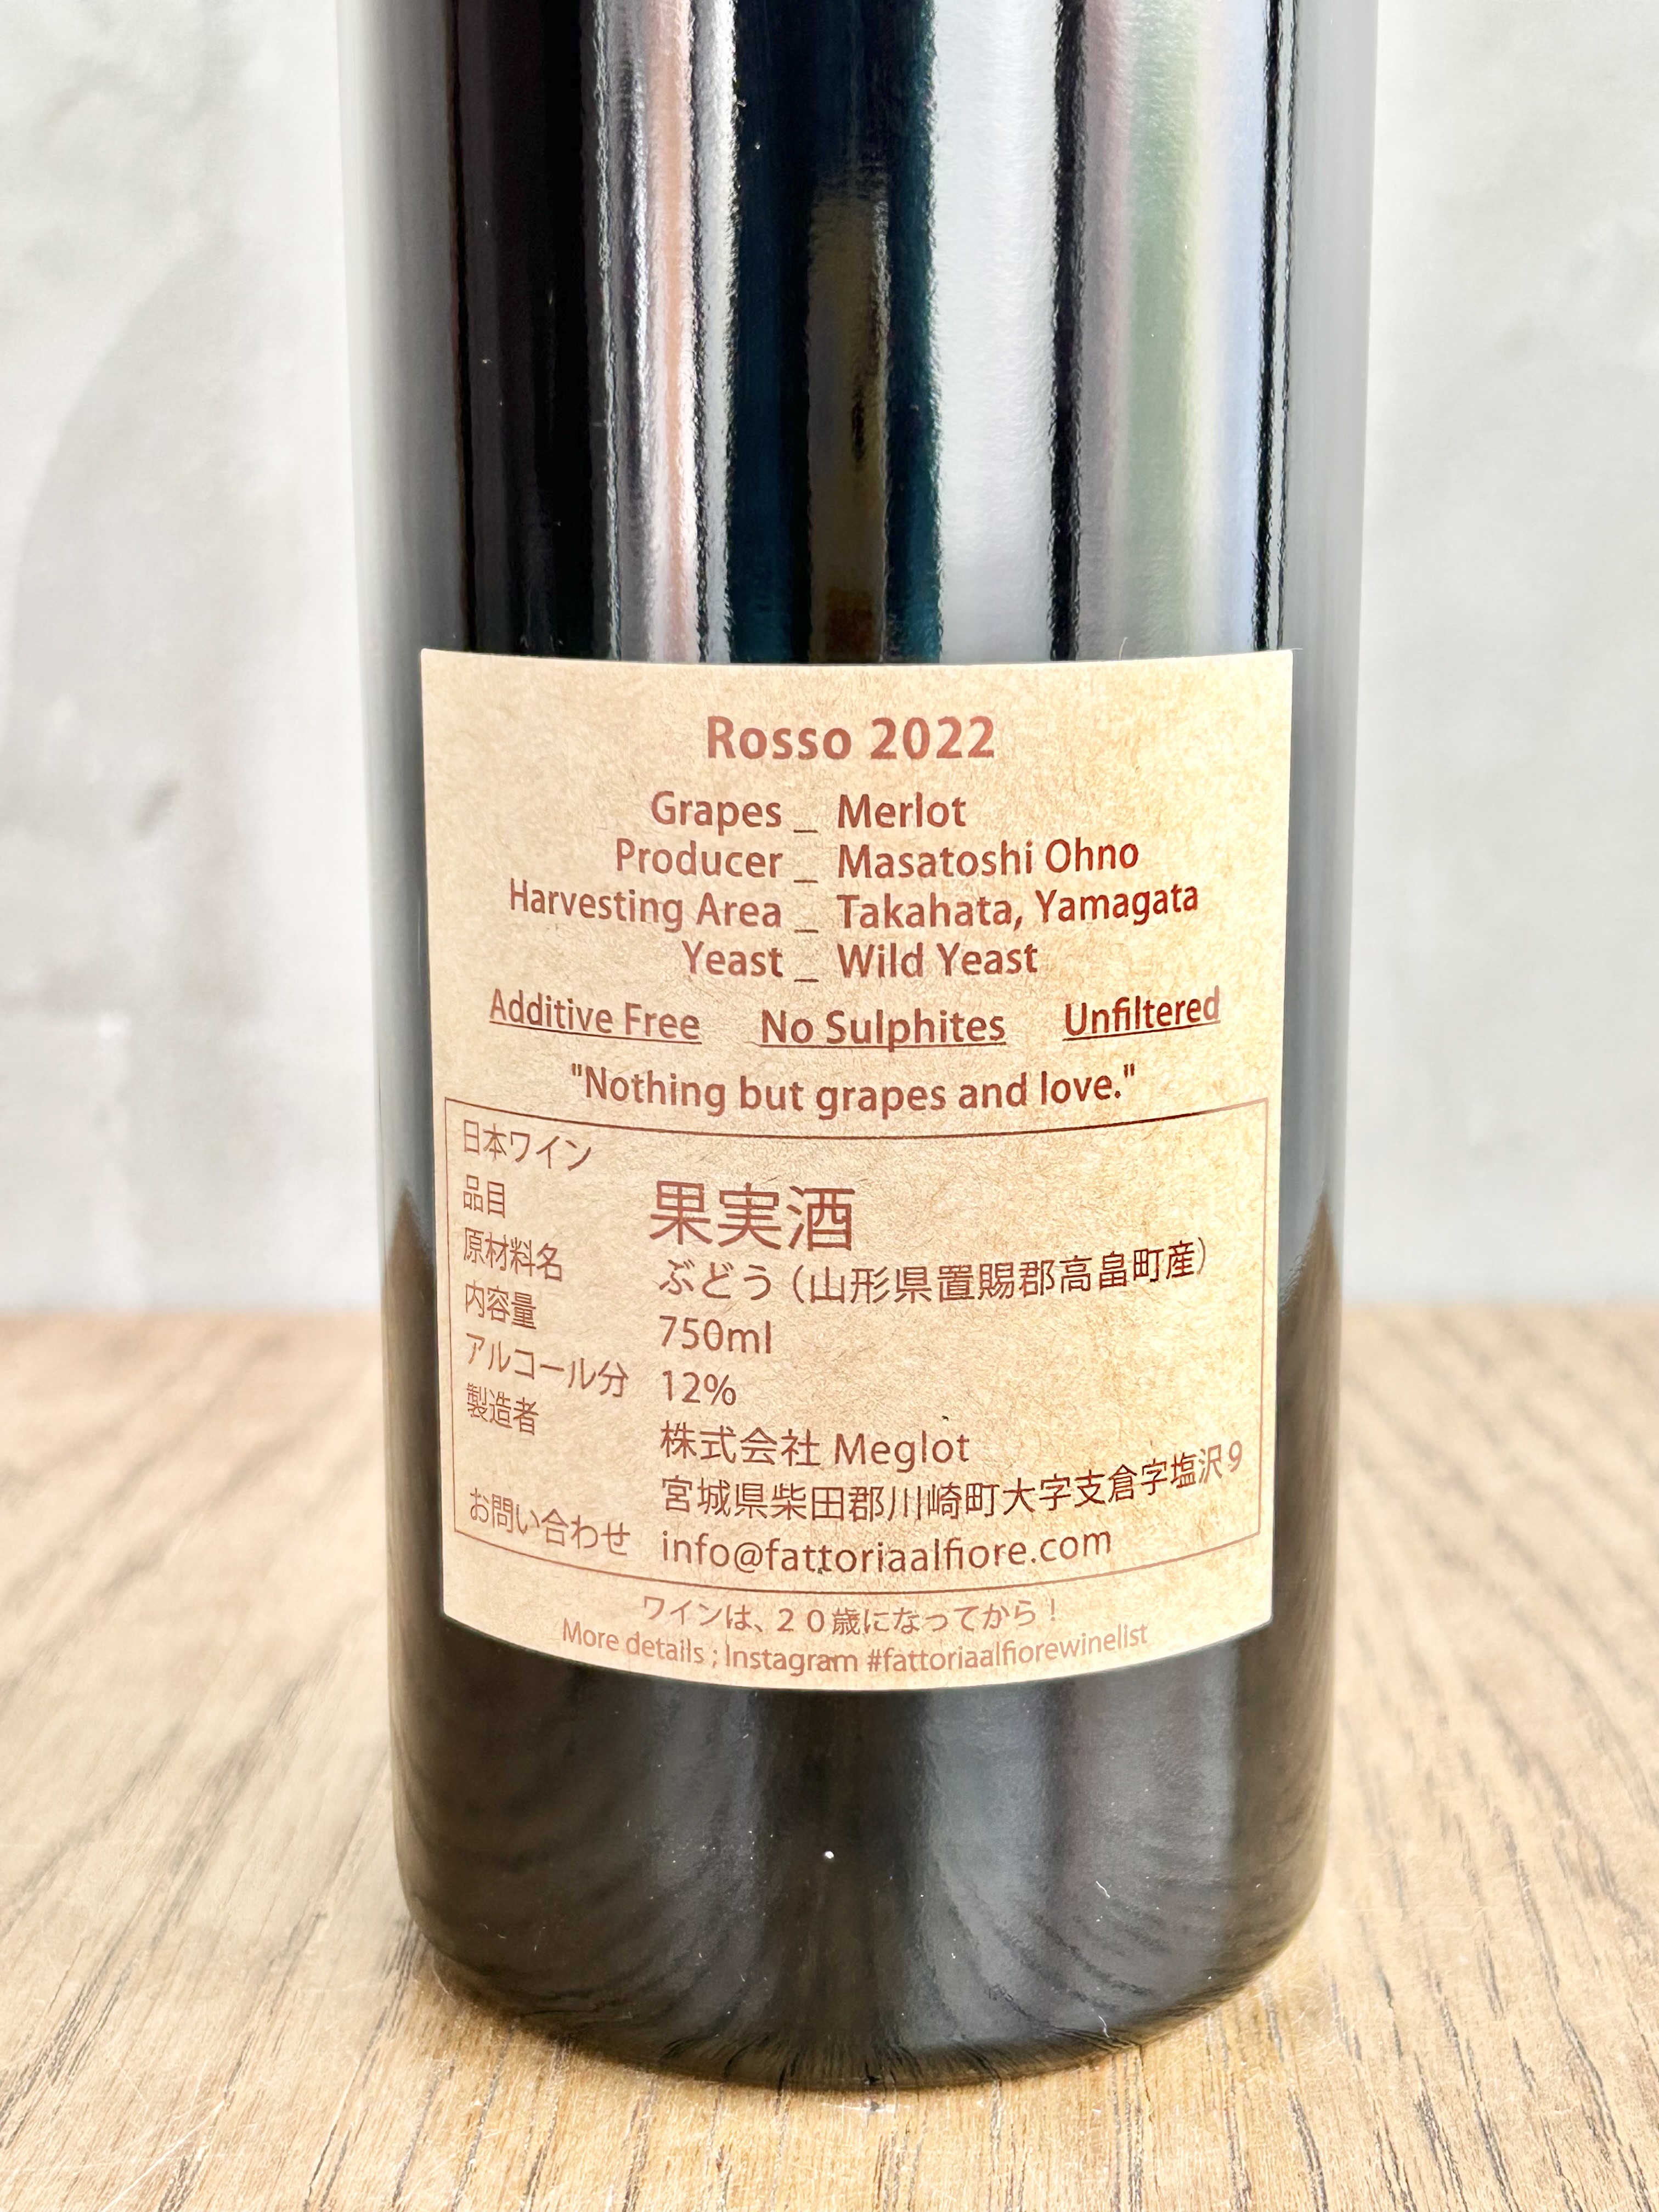 Rosso 2022
Grapes _ Merlot
Producer _ Masatoshi Ohno
Harvesting Area _ Takahata, Yamagata
Yeast _ Wild Yeast
Additive Free No Sulphites Unfiltered
"Nothing but grapes and love."
日本ワイン
品目 果実酒
原材料名 ぶどう（山形県置賜郡高畠町産）
内容量 750ml
アルコール分 12%
製造者 株式会社 Meglot
宮城県柴田郡川崎町大字支倉字塩沢９
お問い合わせ info@fattoriaalfiore.com
ワインは、２０歳になってから！
More details ; Instagram #fattoriaalfiorewinelist